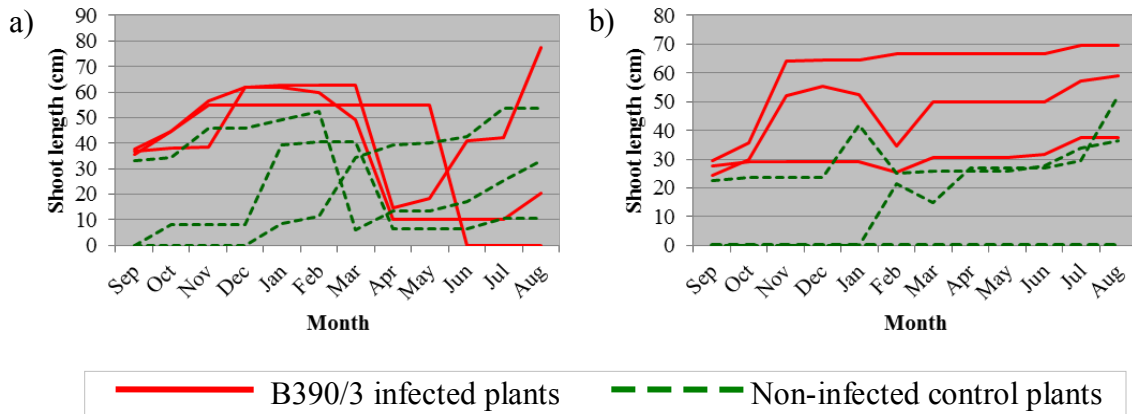 a)
Shoot length (cm)
90
80
70
60
50
40
30
20
10
0
Sep Oct Nov Dec Jan Feb Mar Apr May Jun Jul Aug
Month
b)
Shoot length (cm)
80
70
60
50
40
30
20
10
0
Sep Oct Nov Dec Jan Feb Mar Apr May Jun Jul Aug
Month
B390/3 infected plants Non-infected control plants